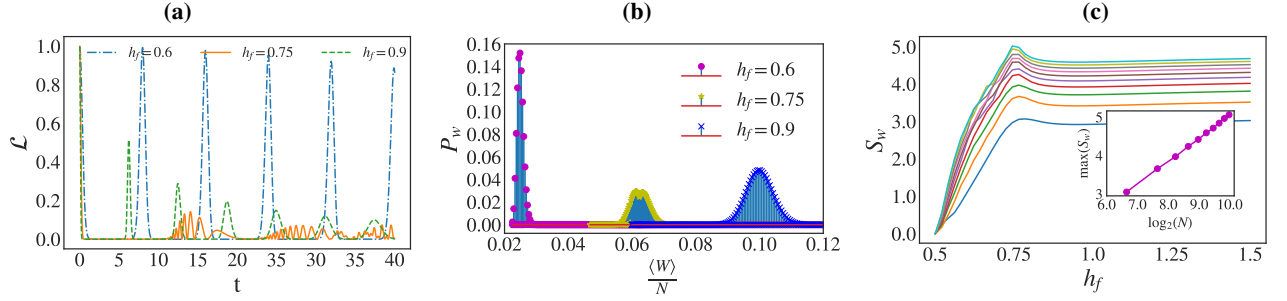 (a)
(b)
(c)
ℒ
1.0
0.8
0.6
0.4
0.2
0.0
h_f = 0.6
h_f = 0.75
h_f = 0.9
0 5 10 15 20 25 30 35 40
t
P_w
0.16
0.14
0.12
0.10
0.08
0.06
0.04
0.02
0.00
h_f = 0.6
h_f = 0.75
h_f = 0.9
0.02 0.04 0.06 0.08 0.10 0.12
⟨W⟩
N
S_w
5.0
4.0
3.0
2.0
1.0
0.0
0.5 0.75 1.0 1.25 1.5
h_f
max(S_w)
5
4
3
6.0 7.0 8.0 9.0 10.0
log₂(N)